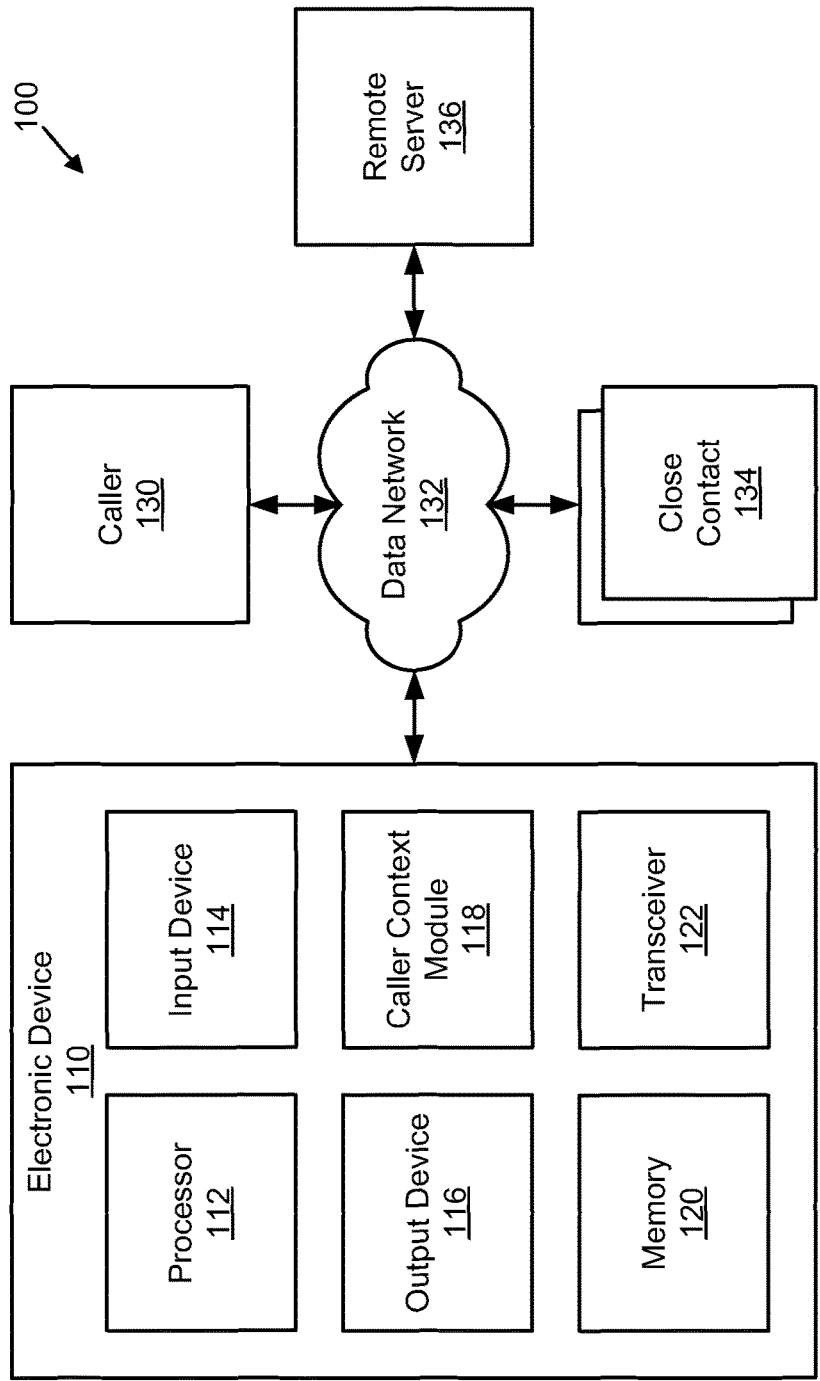 100
Electronic Device
110
Processor
112
Input Device
114
Output Device
116
Caller Context
Module
118
Memory
120
Transceiver
122
Caller
130
Data Network
132
Close
Contact
134
Remote
Server
136